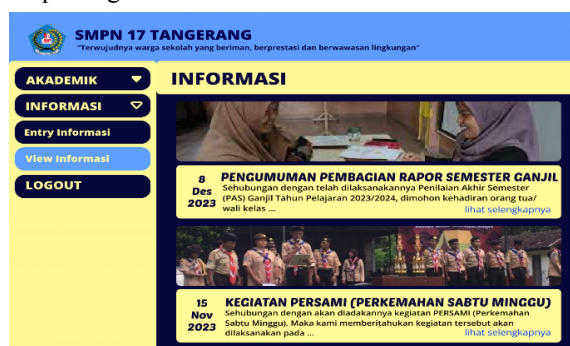 SMPN 17 TANGERANG
"Terwujudnya warga sekolah yang beriman, berprestasi dan berwawasan lingkungan"
AKADEMIK
INFORMASI
Entry Informasi
View Informasi
LOGOUT
INFORMASI
8 Des 2023
PENGUMUMAN PEMBAGIAN RAPOR SEMESTER GANJIL
Sehubungan dengan telah dilaksanakannya Penilaian Akhir Semester
(PAS) Ganjil Tahun Pelajaran 2023/2024, dimohon kehadiran orang tua/
wali kelas ...
lihat selengkapnya
15 Nov 2023
KEGIATAN PERSAMI (PERKEMAHAN SABTU MINGGU)
Sehubungan dengan akan diadakannya kegiatan PERSAMI (Perkemahan
Sabtu Minggu). Maka kami memberitahukan kegiatan tersebut akan
dilaksanakan pada ...
lihat selengkapnya